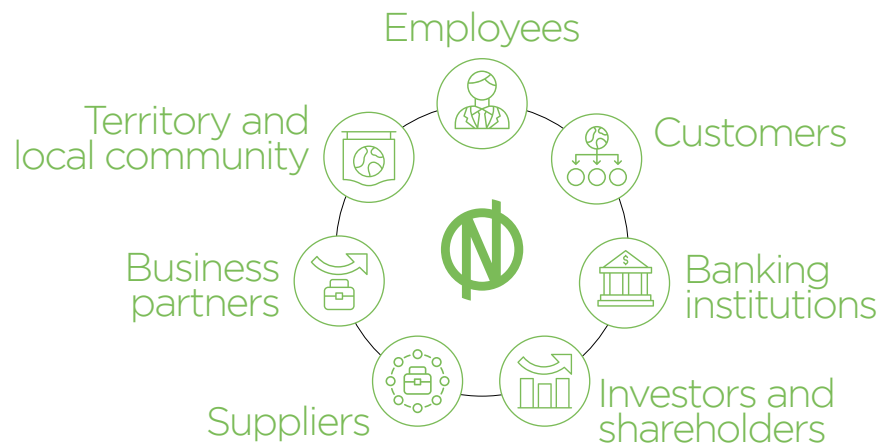 Employees
Customers
Banking
institutions
Investors and
shareholders
Suppliers
Business
partners
Territory and
local community
$
N